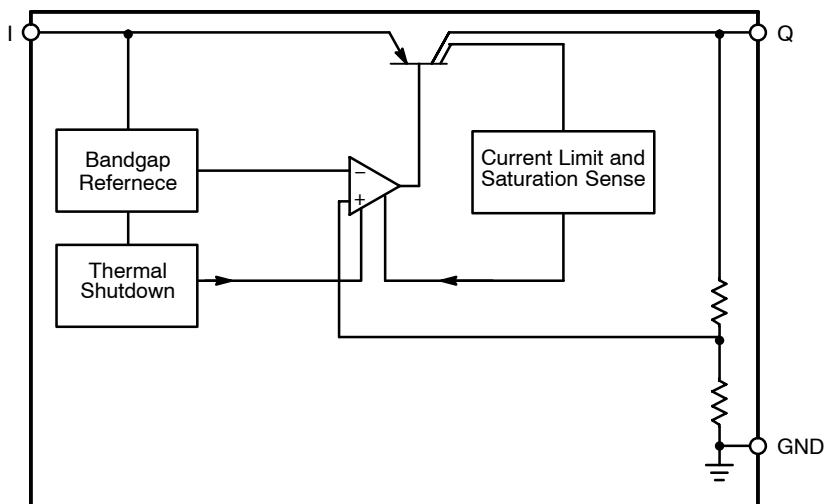 I
Q
Bandgap
Refernece
−
+
Current Limit and
Saturation Sense
Thermal
Shutdown
GND